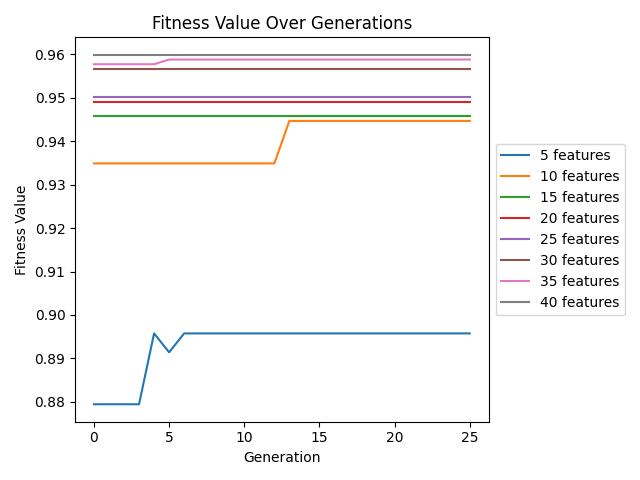 Fitness Value Over Generations
Fitness Value
0.96
0.95
0.94
0.93
0.92
0.91
0.90
0.89
0.88
0
5
10
15
20
25
Generation
5 features
10 features
15 features
20 features
25 features
30 features
35 features
40 features